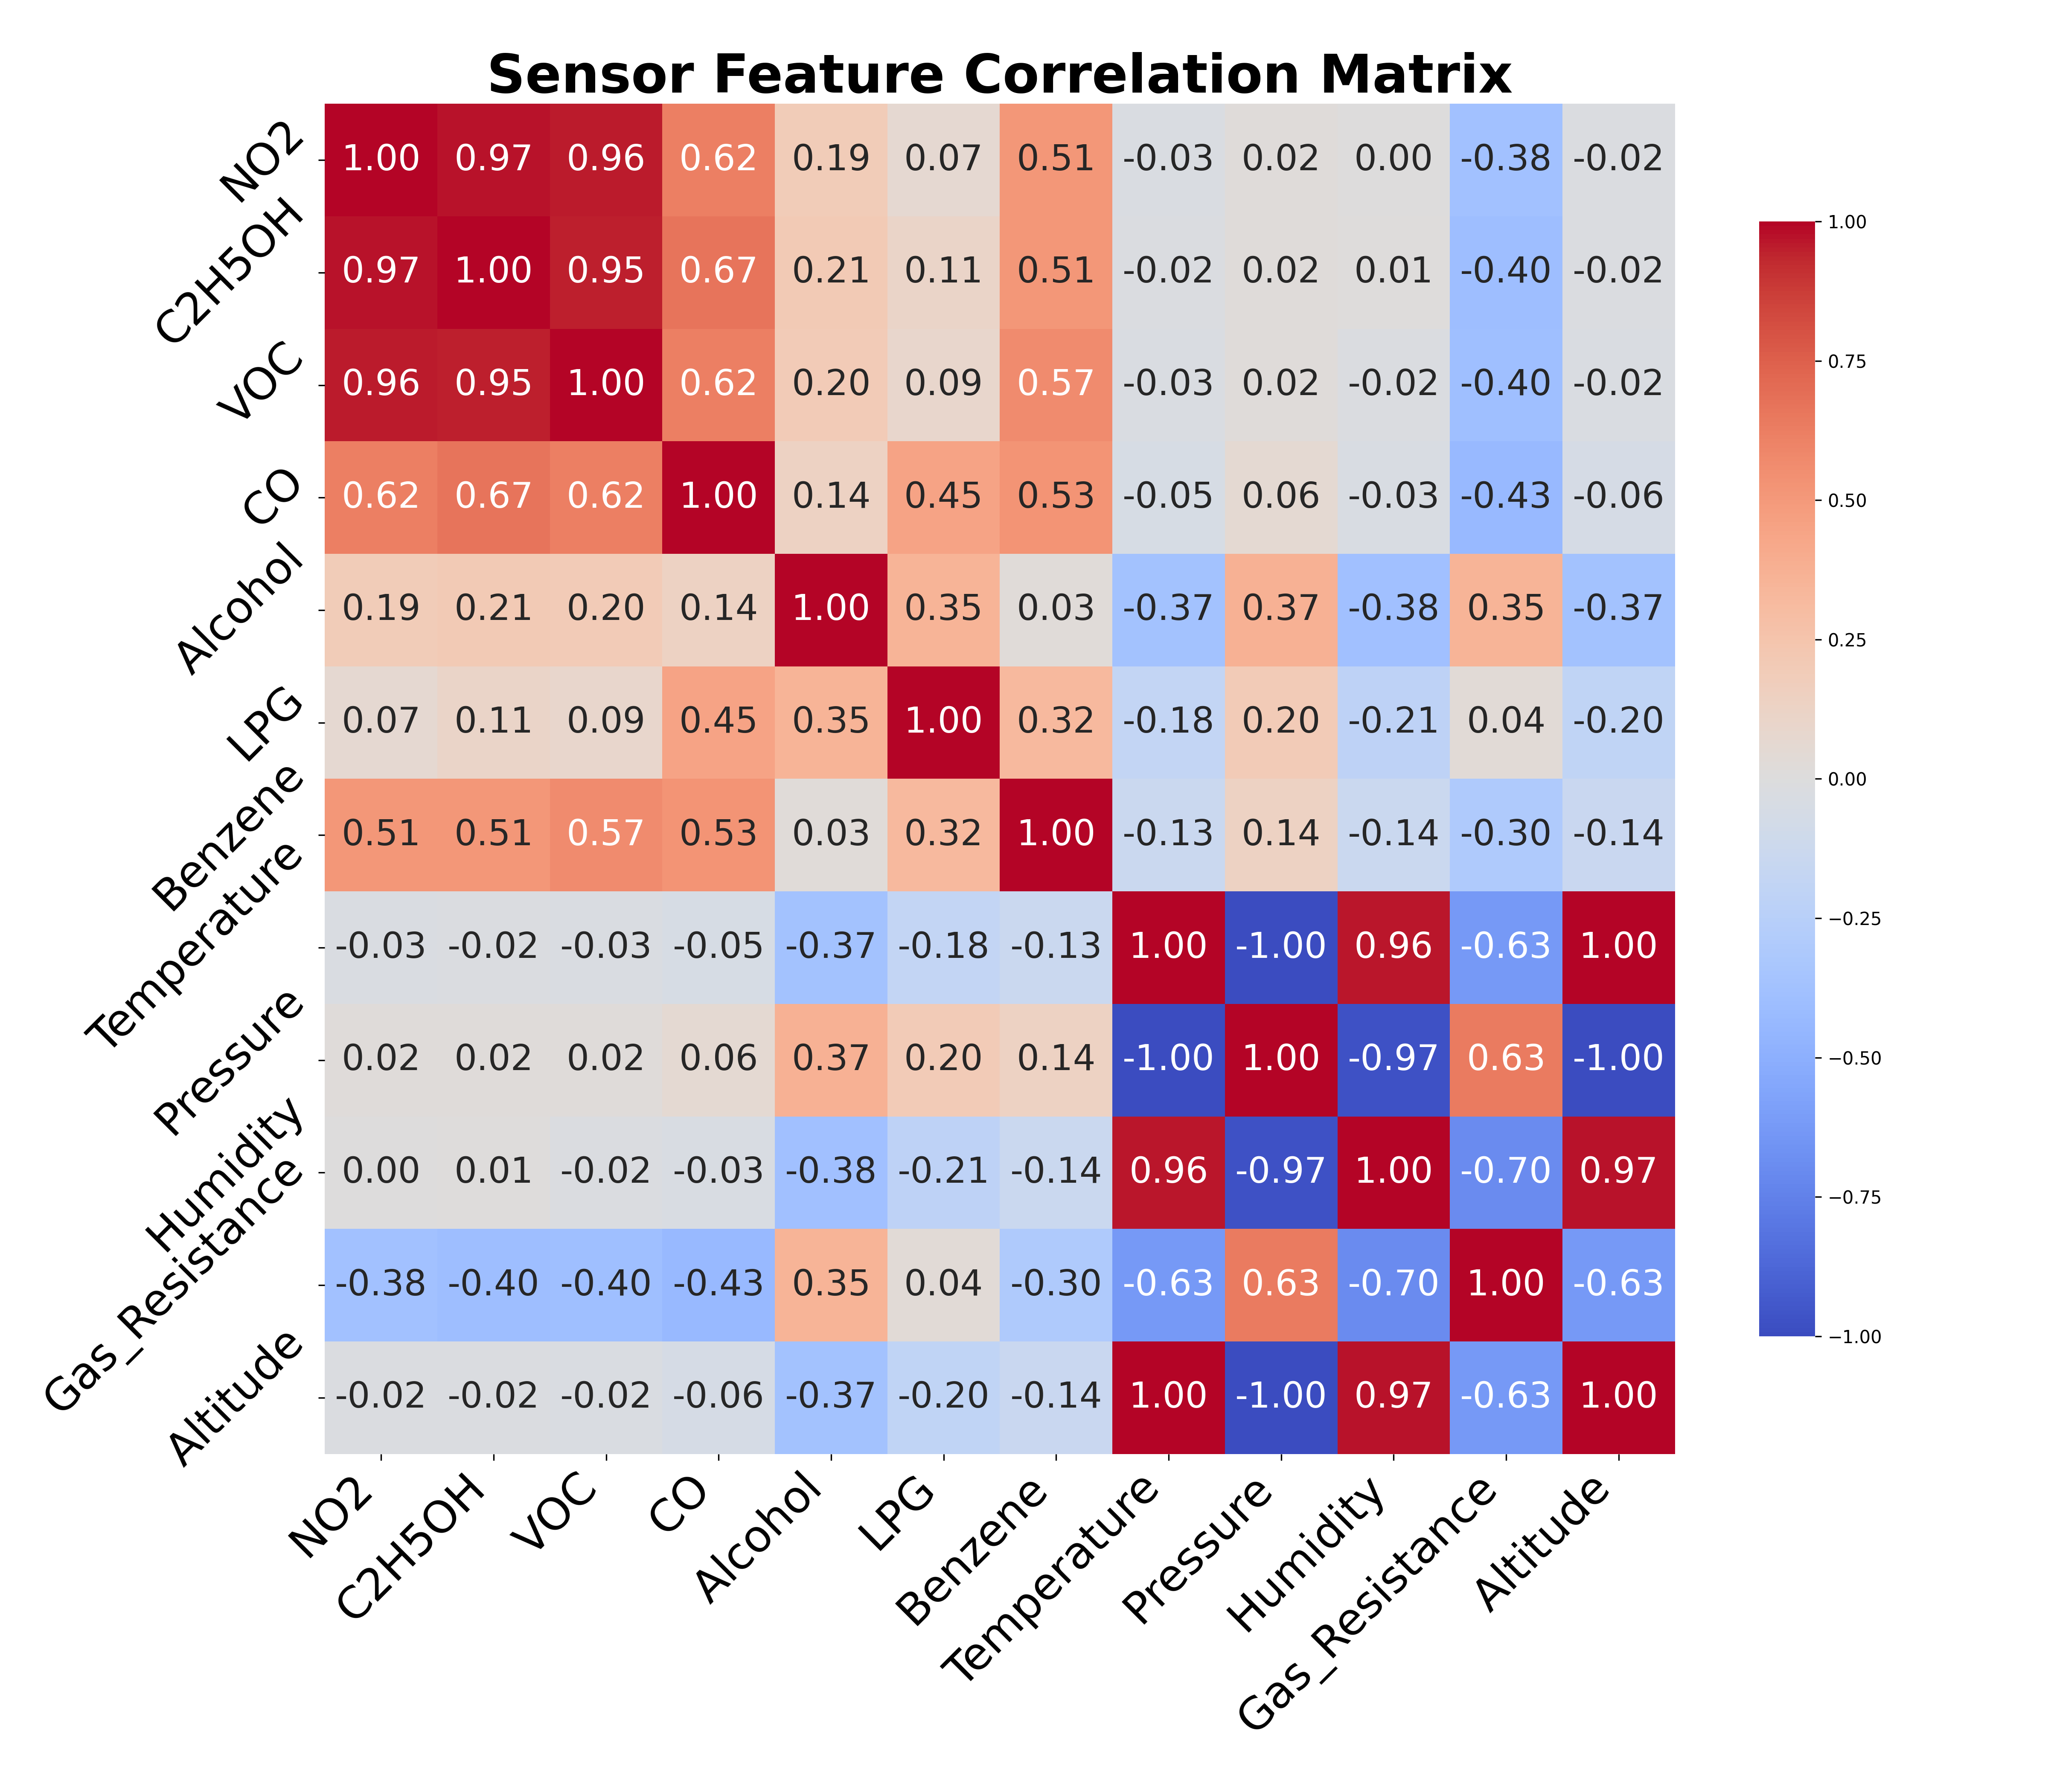 Sensor Feature Correlation Matrix
NO2 1.00 0.97 0.96 0.62 0.19 0.07 0.51 -0.03 0.02 0.00 -0.38 -0.02
C2H5OH 0.97 1.00 0.95 0.67 0.21 0.11 0.51 -0.02 0.02 0.01 -0.40 -0.02
VOC 0.96 0.95 1.00 0.62 0.20 0.09 0.57 -0.03 0.02 -0.02 -0.40 -0.02
CO 0.62 0.67 0.62 1.00 0.14 0.45 0.53 -0.05 0.06 -0.03 -0.43 -0.06
Alcohol 0.19 0.21 0.20 0.14 1.00 0.35 0.03 -0.37 0.37 -0.38 0.35 -0.37
LPG 0.07 0.11 0.09 0.45 0.35 1.00 0.32 -0.18 0.20 -0.21 0.04 -0.20
Benzene 0.51 0.51 0.57 0.53 0.03 0.32 1.00 -0.13 0.14 -0.14 -0.30 -0.14
Temperature -0.03 -0.02 -0.03 -0.05 -0.37 -0.18 -0.13 1.00 -1.00 0.96 -0.63 1.00
Pressure 0.02 0.02 0.02 0.06 0.37 0.20 0.14 -1.00 1.00 -0.97 0.63 -1.00
Humidity 0.00 0.01 -0.02 -0.03 -0.38 -0.21 -0.14 0.96 -0.97 1.00 -0.70 0.97
Gas_Resistance -0.38 -0.40 -0.40 -0.43 0.35 0.04 -0.30 -0.63 0.63 -0.70 1.00 -0.63
Altitude -0.02 -0.02 -0.02 -0.06 -0.37 -0.20 -0.14 1.00 -1.00 0.97 -0.63 1.00
NO2 C2H5OH VOC CO Alcohol LPG Benzene Temperature Pressure Humidity Gas_Resistance Altitude
1.00
0.75
0.50
0.25
0.00
−0.25
−0.50
−0.75
−1.00